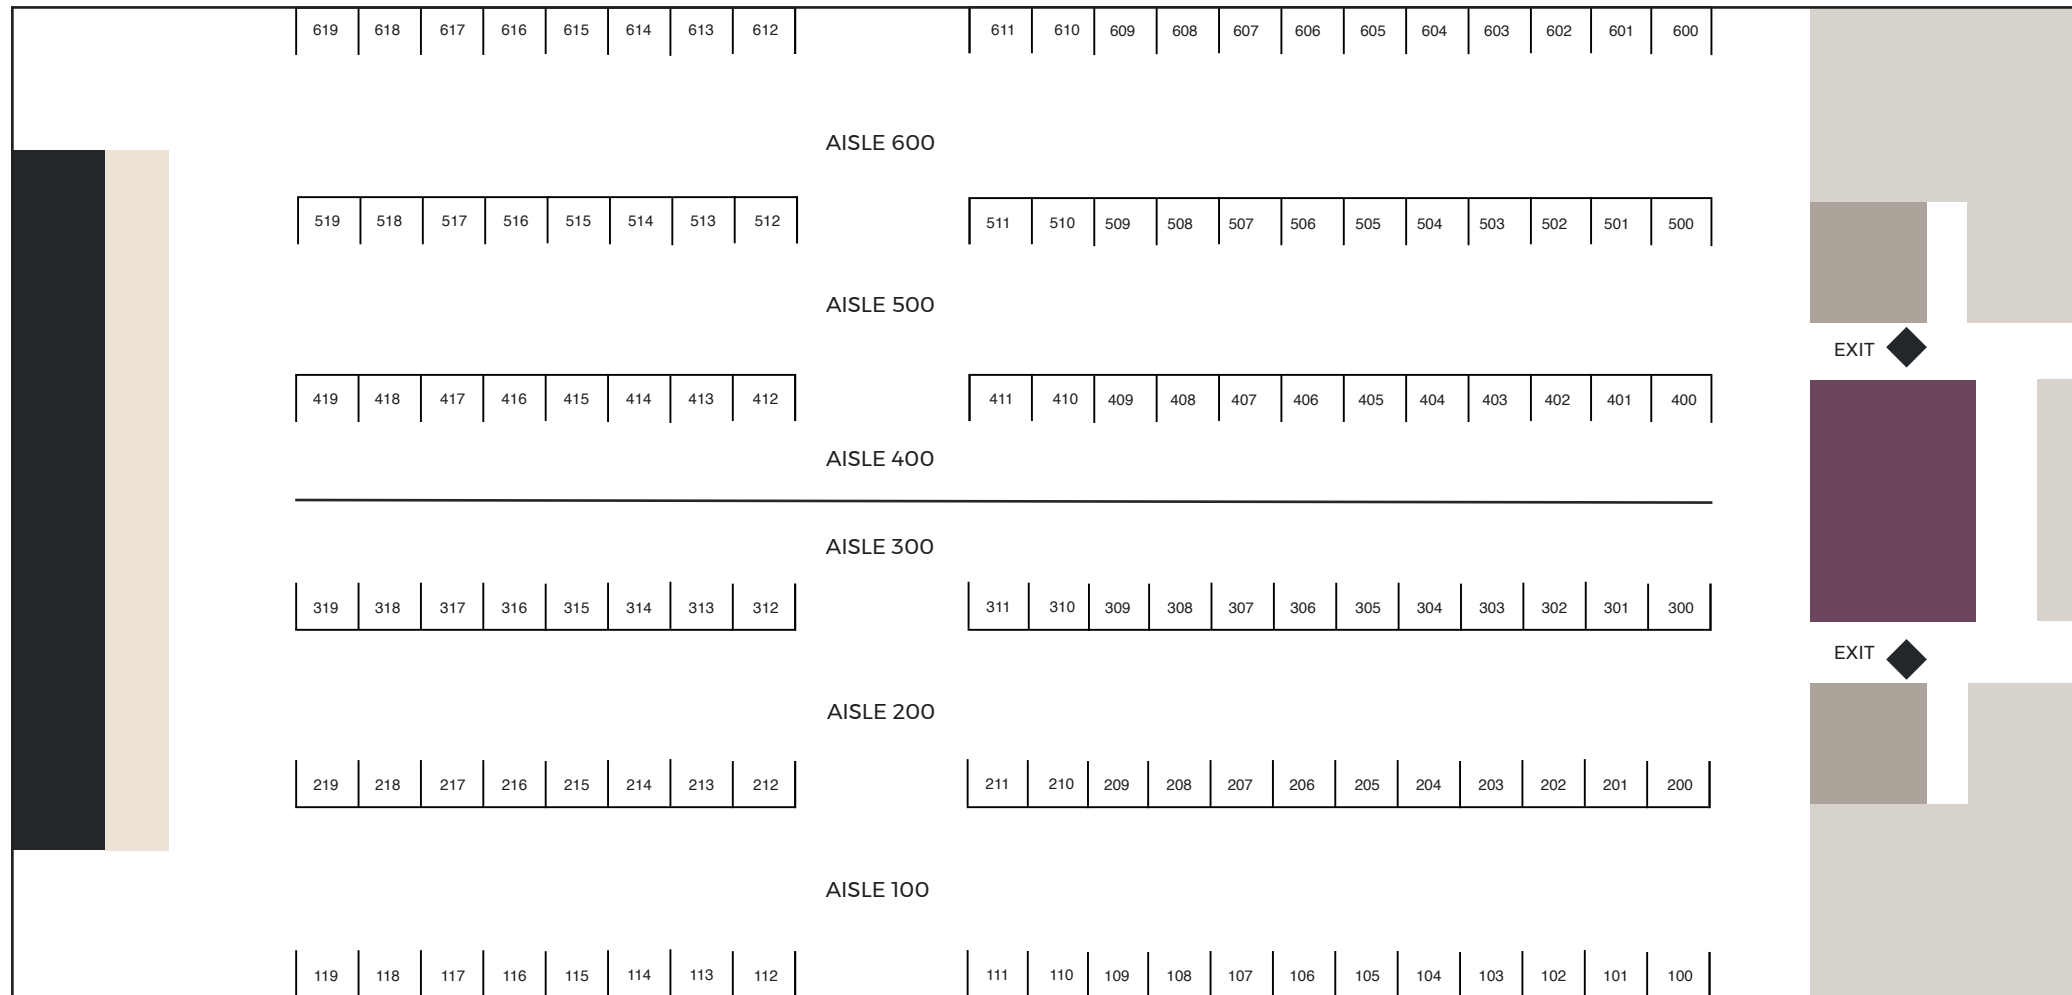 619 618 617 616 615 614 613 612 611 610 609 608 607 606 605 604 603 602 601 600
AISLE 600
519 518 517 516 515 514 513 512 511 510 509 508 507 506 505 504 503 502 501 500
AISLE 500
EXIT
419 418 417 416 415 414 413 412 411 410 409 408 407 406 405 404 403 402 401 400
AISLE 400
AISLE 300
319 318 317 316 315 314 313 312 311 310 309 308 307 306 305 304 303 302 301 300
EXIT
AISLE 200
219 218 217 216 215 214 213 212 211 210 209 208 207 206 205 204 203 202 201 200
AISLE 100
119 118 117 116 115 114 113 112 111 110 109 108 107 106 105 104 103 102 101 100